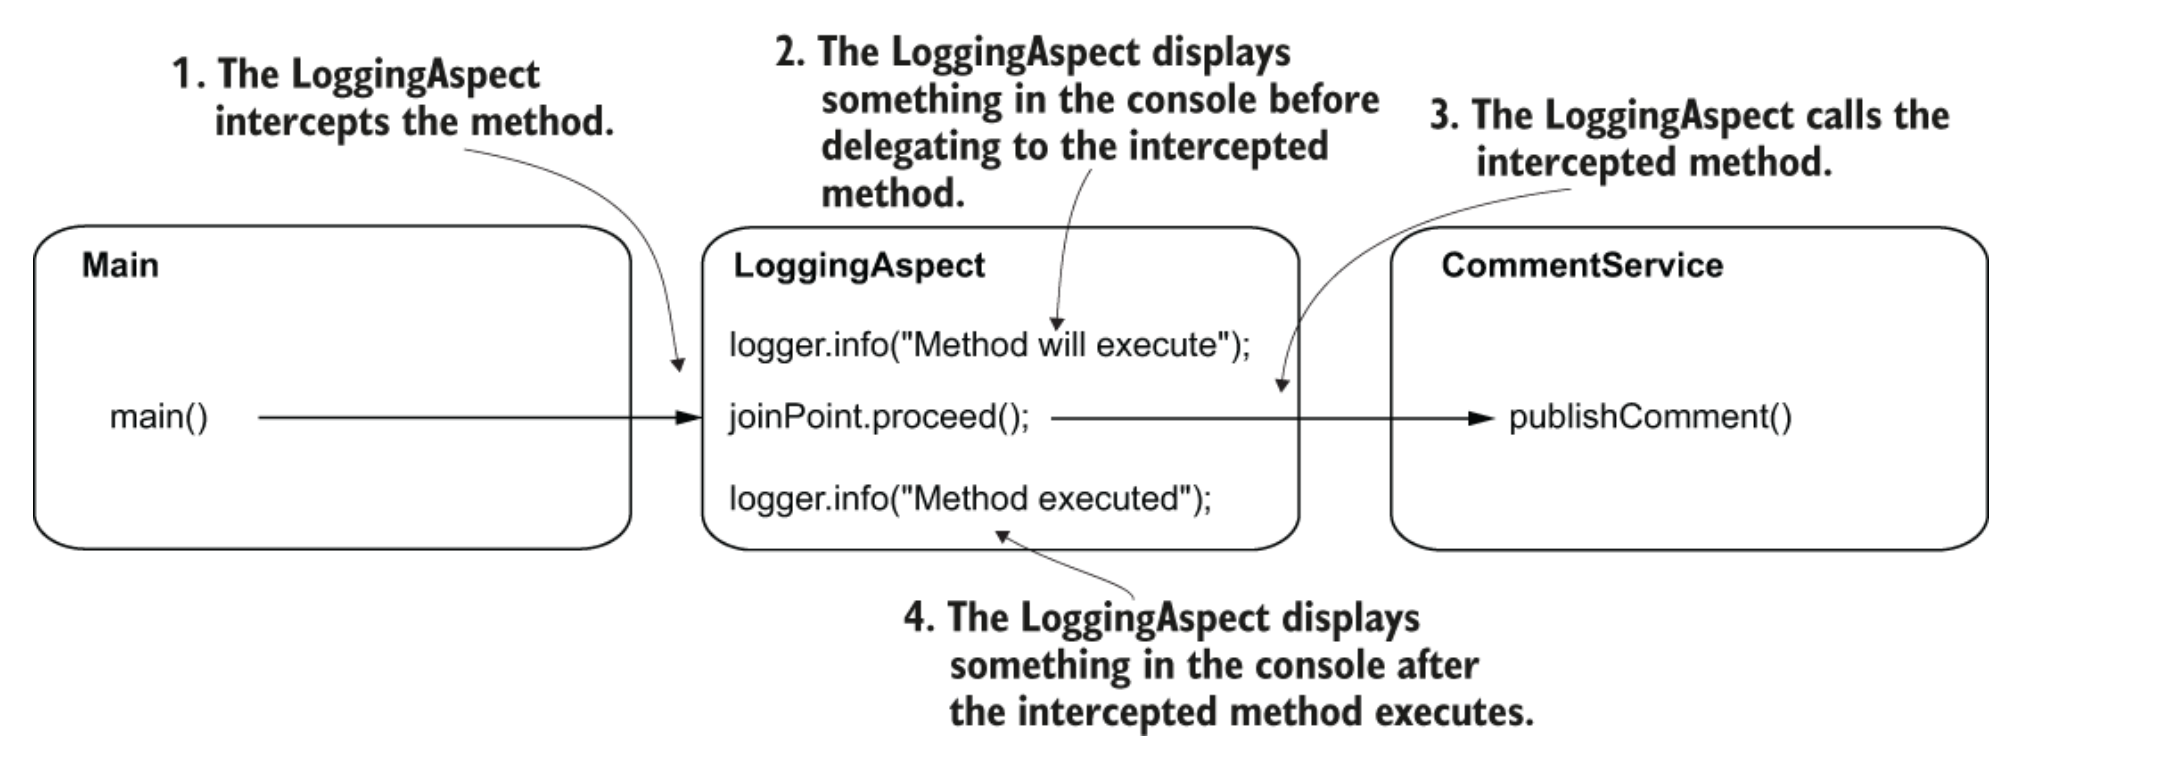 1. The LoggingAspect
intercepts the method.
2. The LoggingAspect displays
something in the console before
delegating to the intercepted
method.
3. The LoggingAspect calls the
intercepted method.
Main
main()
LoggingAspect
logger.info("Method will execute");
joinPoint.proceed();
logger.info("Method executed");
CommentService
publishComment()
4. The LoggingAspect displays
something in the console after
the intercepted method executes.